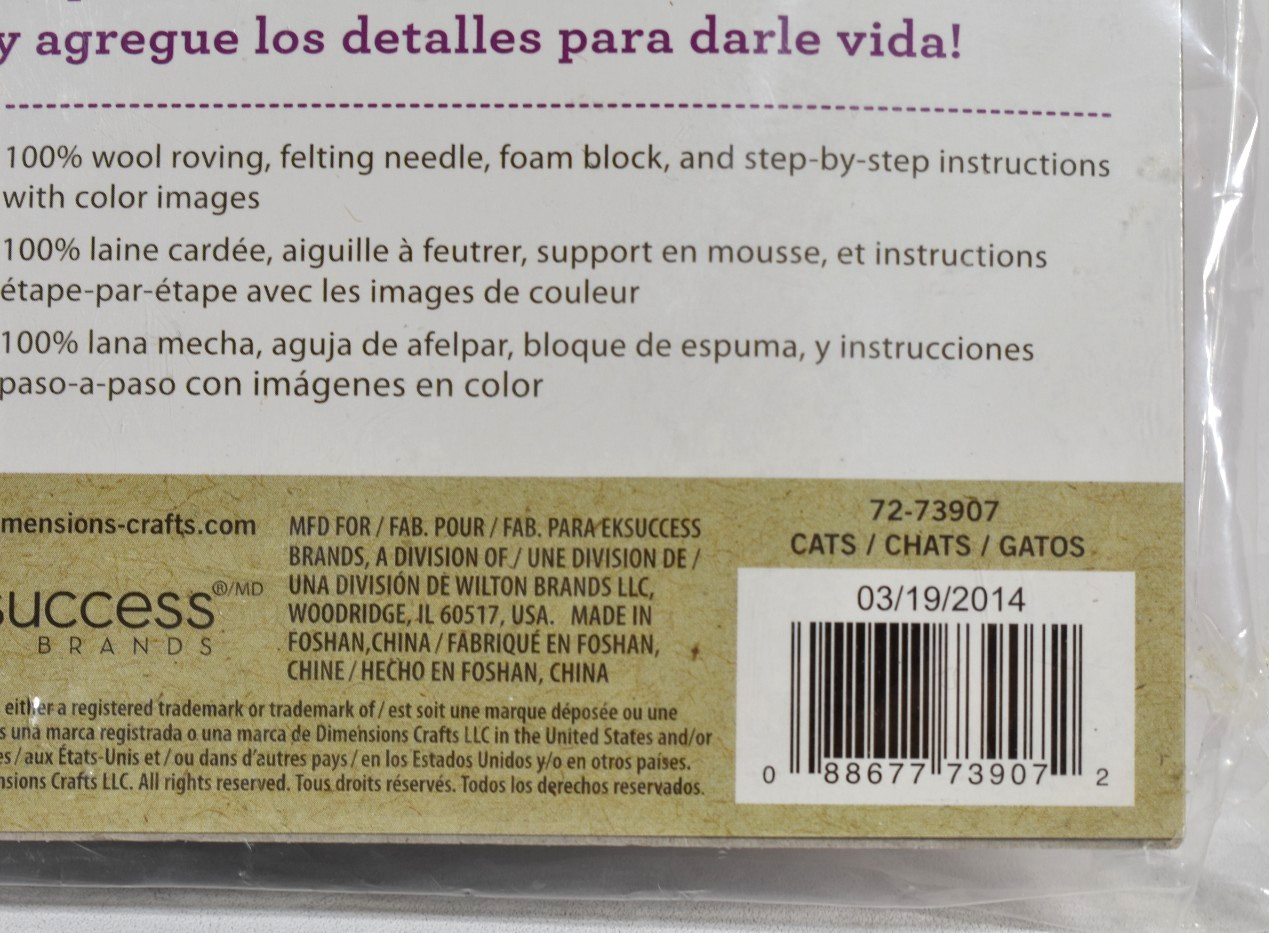 y agregue los detalles para darle vida!
100% wool roving, felting needle, foam block, and step-by-step instructions
with color images
100% laine cardée, aiguille à feutrer, support en mousse, et instructions
étape-par-étape avec les images de couleur
100% lana mecha, aguja de afelpar, bloque de espuma, y instrucciones
paso-a-paso con imágenes en color
mensions-crafts.com
success®/MD
BRANDS
MFD FOR / FAB. POUR / FAB. PARA EKSUCCESS
BRANDS, A DIVISION OF / UNE DIVISION DE /
UNA DIVISIÓN DE WILTON BRANDS LLC,
WOODRIDGE, IL 60517, USA. MADE IN
FOSHAN,CHINA / FABRIQUÉ EN FOSHAN,
CHINE / HECHO EN FOSHAN, CHINA
either a registered trademark or trademark of / est soit une marque déposée ou une
s una marca registrada o una marca de Dimensions Crafts LLC in the United States and/or
es / aux États-Unis et / ou dans d'autres pays / en los Estados Unidos y/o en otros países.
nsions Crafts LLC. All rights reserved. Tous droits réservés. Todos los derechos reservados.
72-73907
CATS / CHATS / GATOS
03/19/2014
0 88677 73907 2